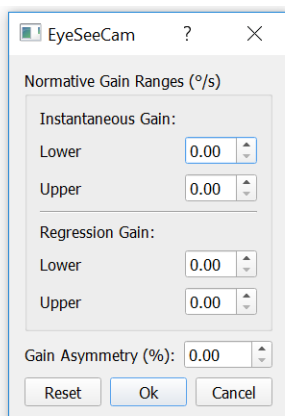 EyeSeeCam ?
Normative Gain Ranges (°/s)
Instantaneous Gain:
Lower 0.00
Upper 0.00
Regression Gain:
Lower 0.00
Upper 0.00
Gain Asymmetry (%): 0.00
Reset Ok Cancel